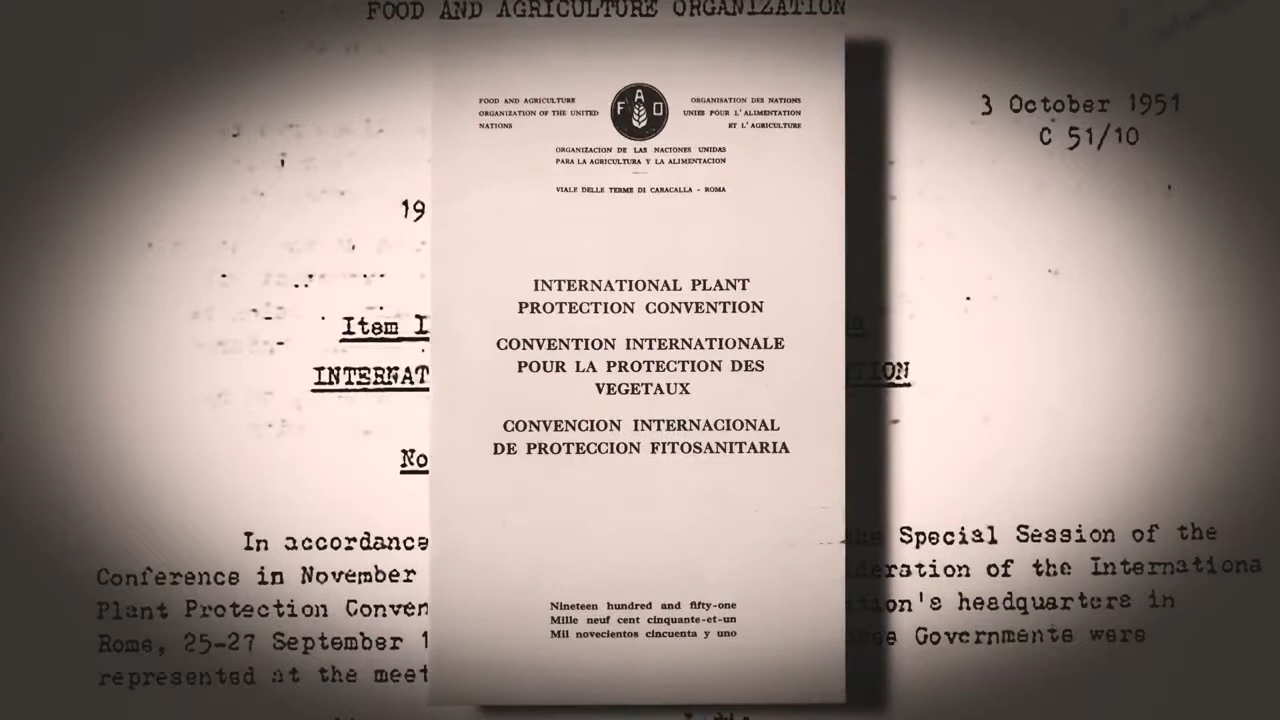 FOOD AND AGRICULTURE ORGANIZATION
3 October 1951
C 51/10
19
Item I
INTERNAT
TION
No
In accordance
the Special Session of the
Conference in November
deration of the Internationa
Plant Protection Conven
tion's headquarters in
Rome, 25-27 September 1
ree Governments were
represented at the meet
FOOD AND AGRICULTURE
ORGANIZATION OF THE UNITED
NATIONS
FAO
ORGANISATION DES NATIONS
UNIES POUR L'ALIMENTATION
ET L'AGRICULTURE
ORGANIZACION DE LAS NACIONES UNIDAS
PARA LA AGRICULTURA Y LA ALIMENTACION
VIALE DELLE TERME DI CARACALLA - ROMA
INTERNATIONAL PLANT
PROTECTION CONVENTION
CONVENTION INTERNATIONALE
POUR LA PROTECTION DES
VEGETAUX
CONVENCION INTERNACIONAL
DE PROTECCION FITOSANITARIA
Nineteen hundred and fifty-one
Mille neuf cent cinquante-et-un
Mil novecientos cincuenta y uno